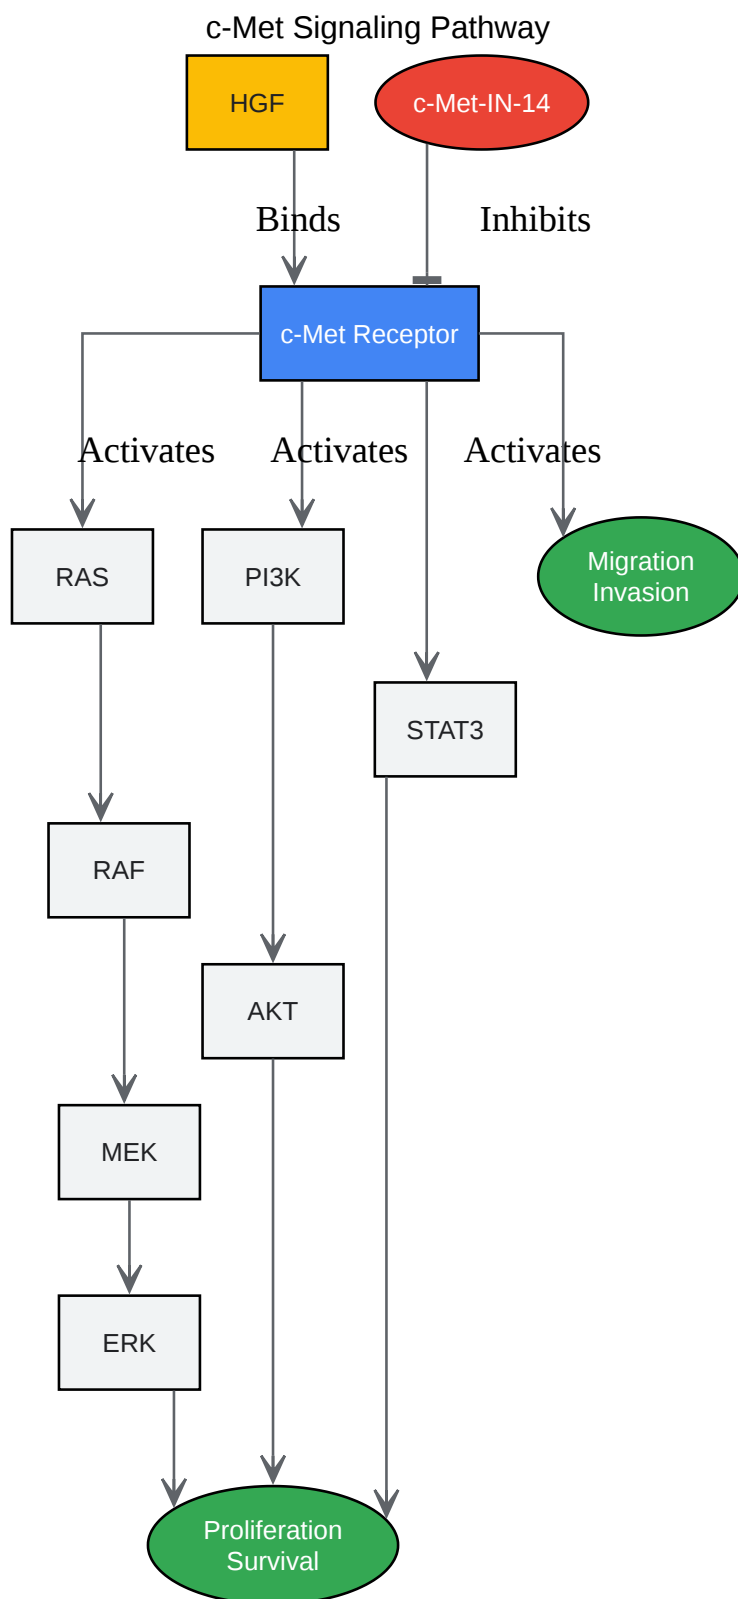 c-Met Signaling Pathway
HGF
c-Met-IN-14
Binds
Inhibits
c-Met Receptor
Activates
Activates
Activates
RAS
PI3K
Migration
Invasion
STAT3
RAF
AKT
MEK
ERK
Proliferation
Survival